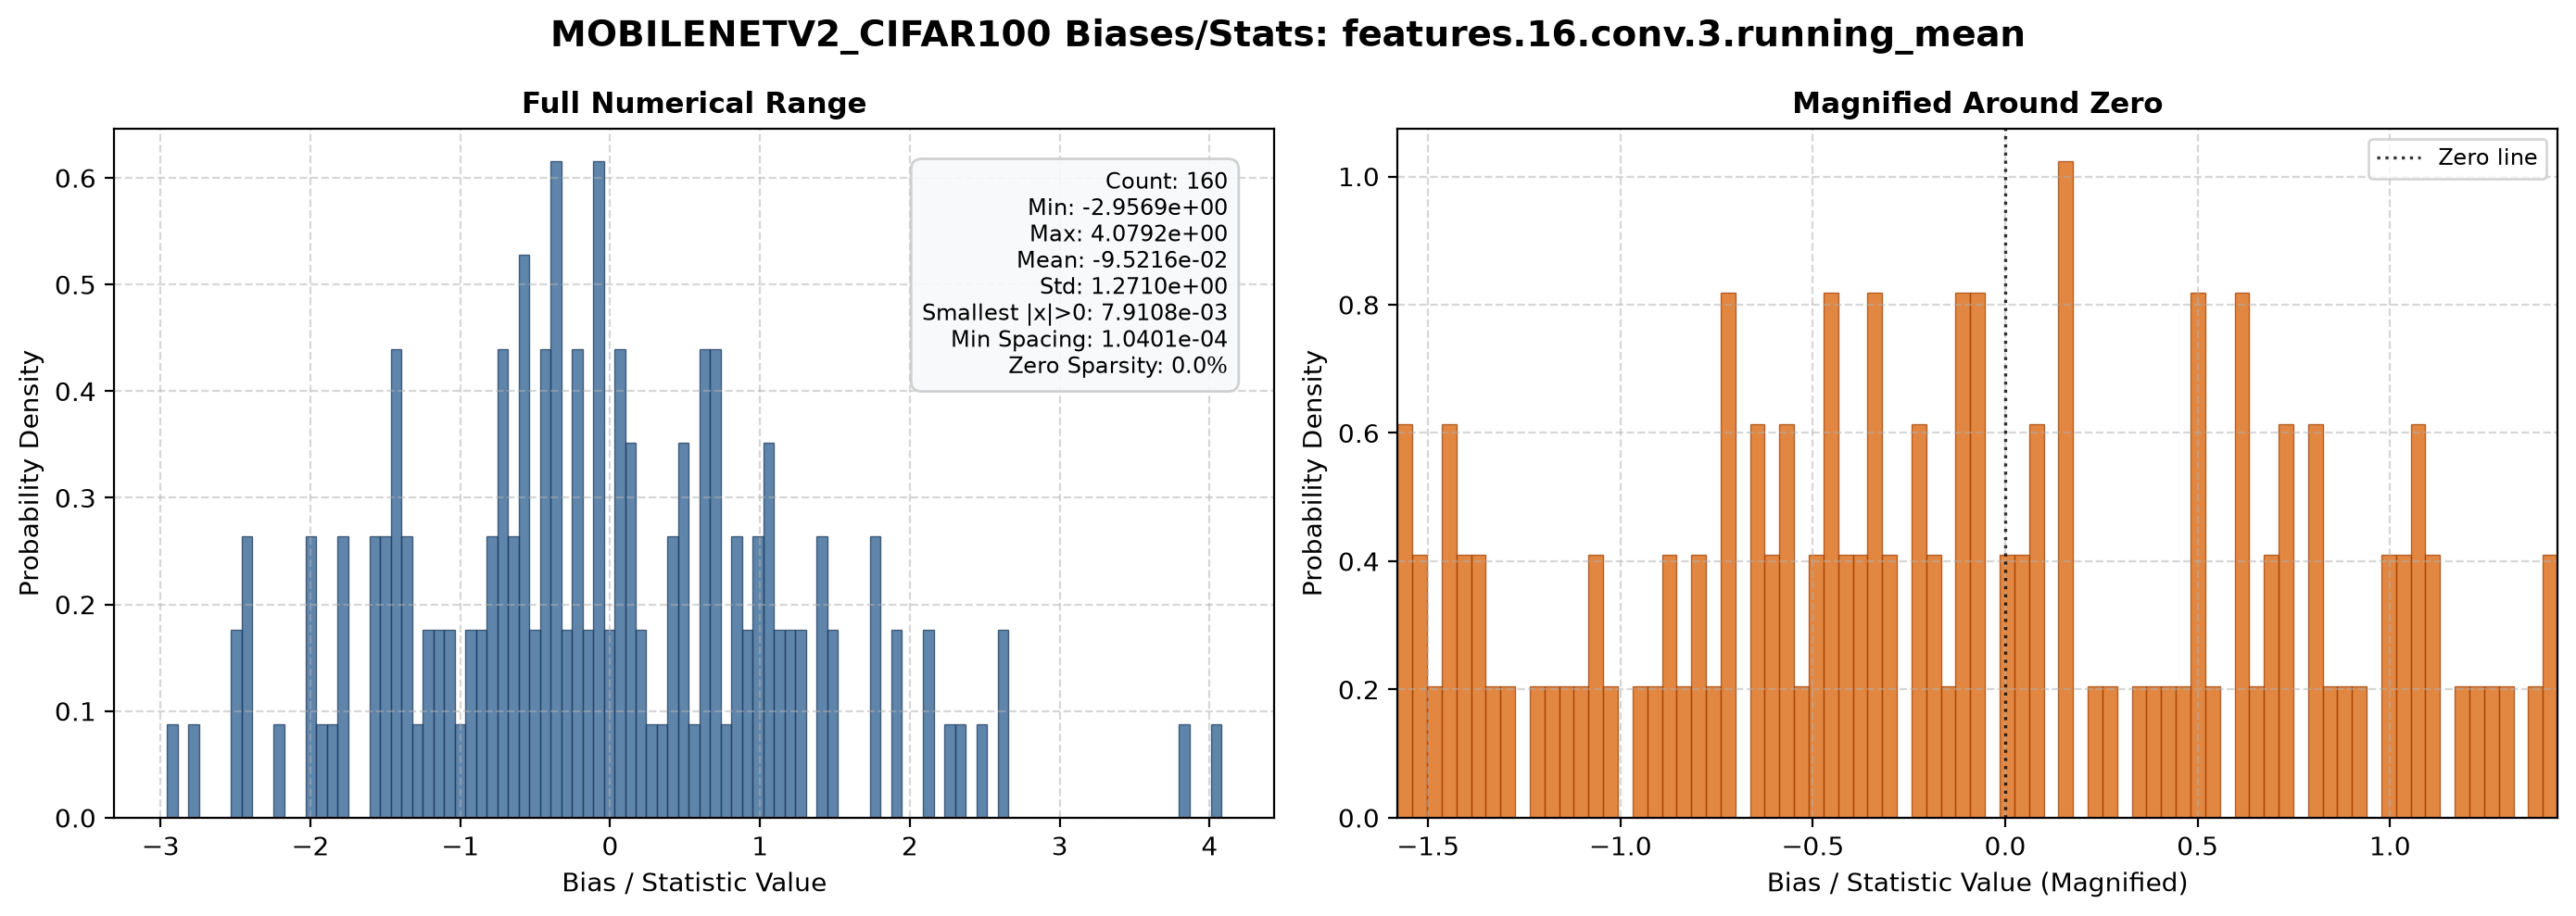 MOBILENETV2_CIFAR100 Biases/Stats: features.16.conv.3.running_mean
Full Numerical Range
Probability Density
0.6
0.5
0.4
0.3
0.2
0.1
0.0
Count: 160
Min: -2.9569e+00
Max: 4.0792e+00
Mean: -9.5216e-02
Std: 1.2710e+00
Smallest |x|>0: 7.9108e-03
Min Spacing: 1.0401e-04
Zero Sparsity: 0.0%
−3 −2 −1 0 1 2 3 4
Bias / Statistic Value
Magnified Around Zero
Probability Density
1.0
0.8
0.6
0.4
0.2
0.0
Zero line
−1.5 −1.0 −0.5 0.0 0.5 1.0
Bias / Statistic Value (Magnified)